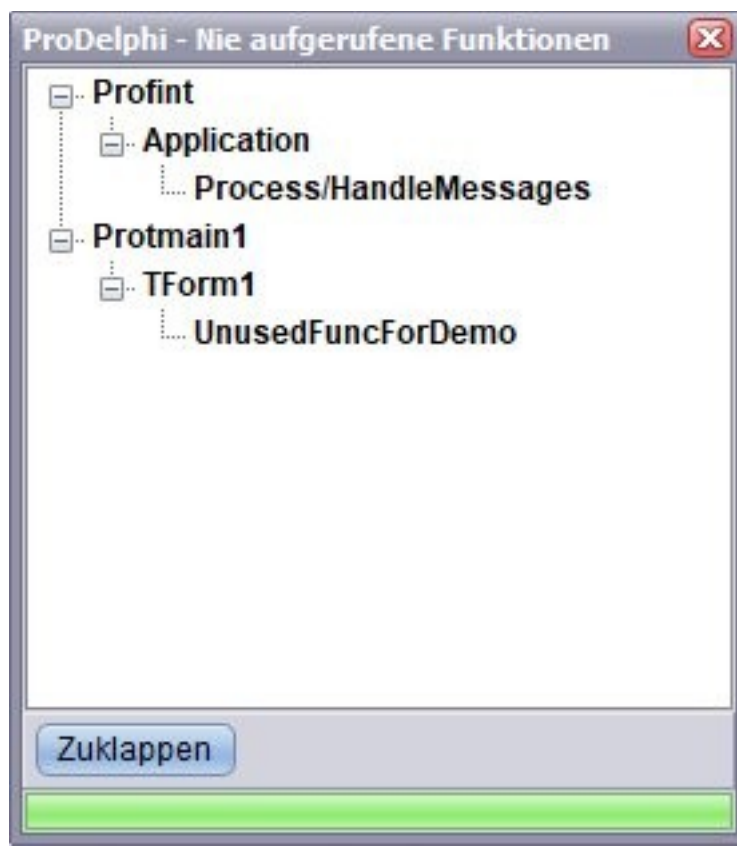 ProDelphi - Nie aufgerufene Funktionen
Profint
Application
Process/HandleMessages
Protmain1
TForm1
UnusedFuncForDemo
Zuklappen